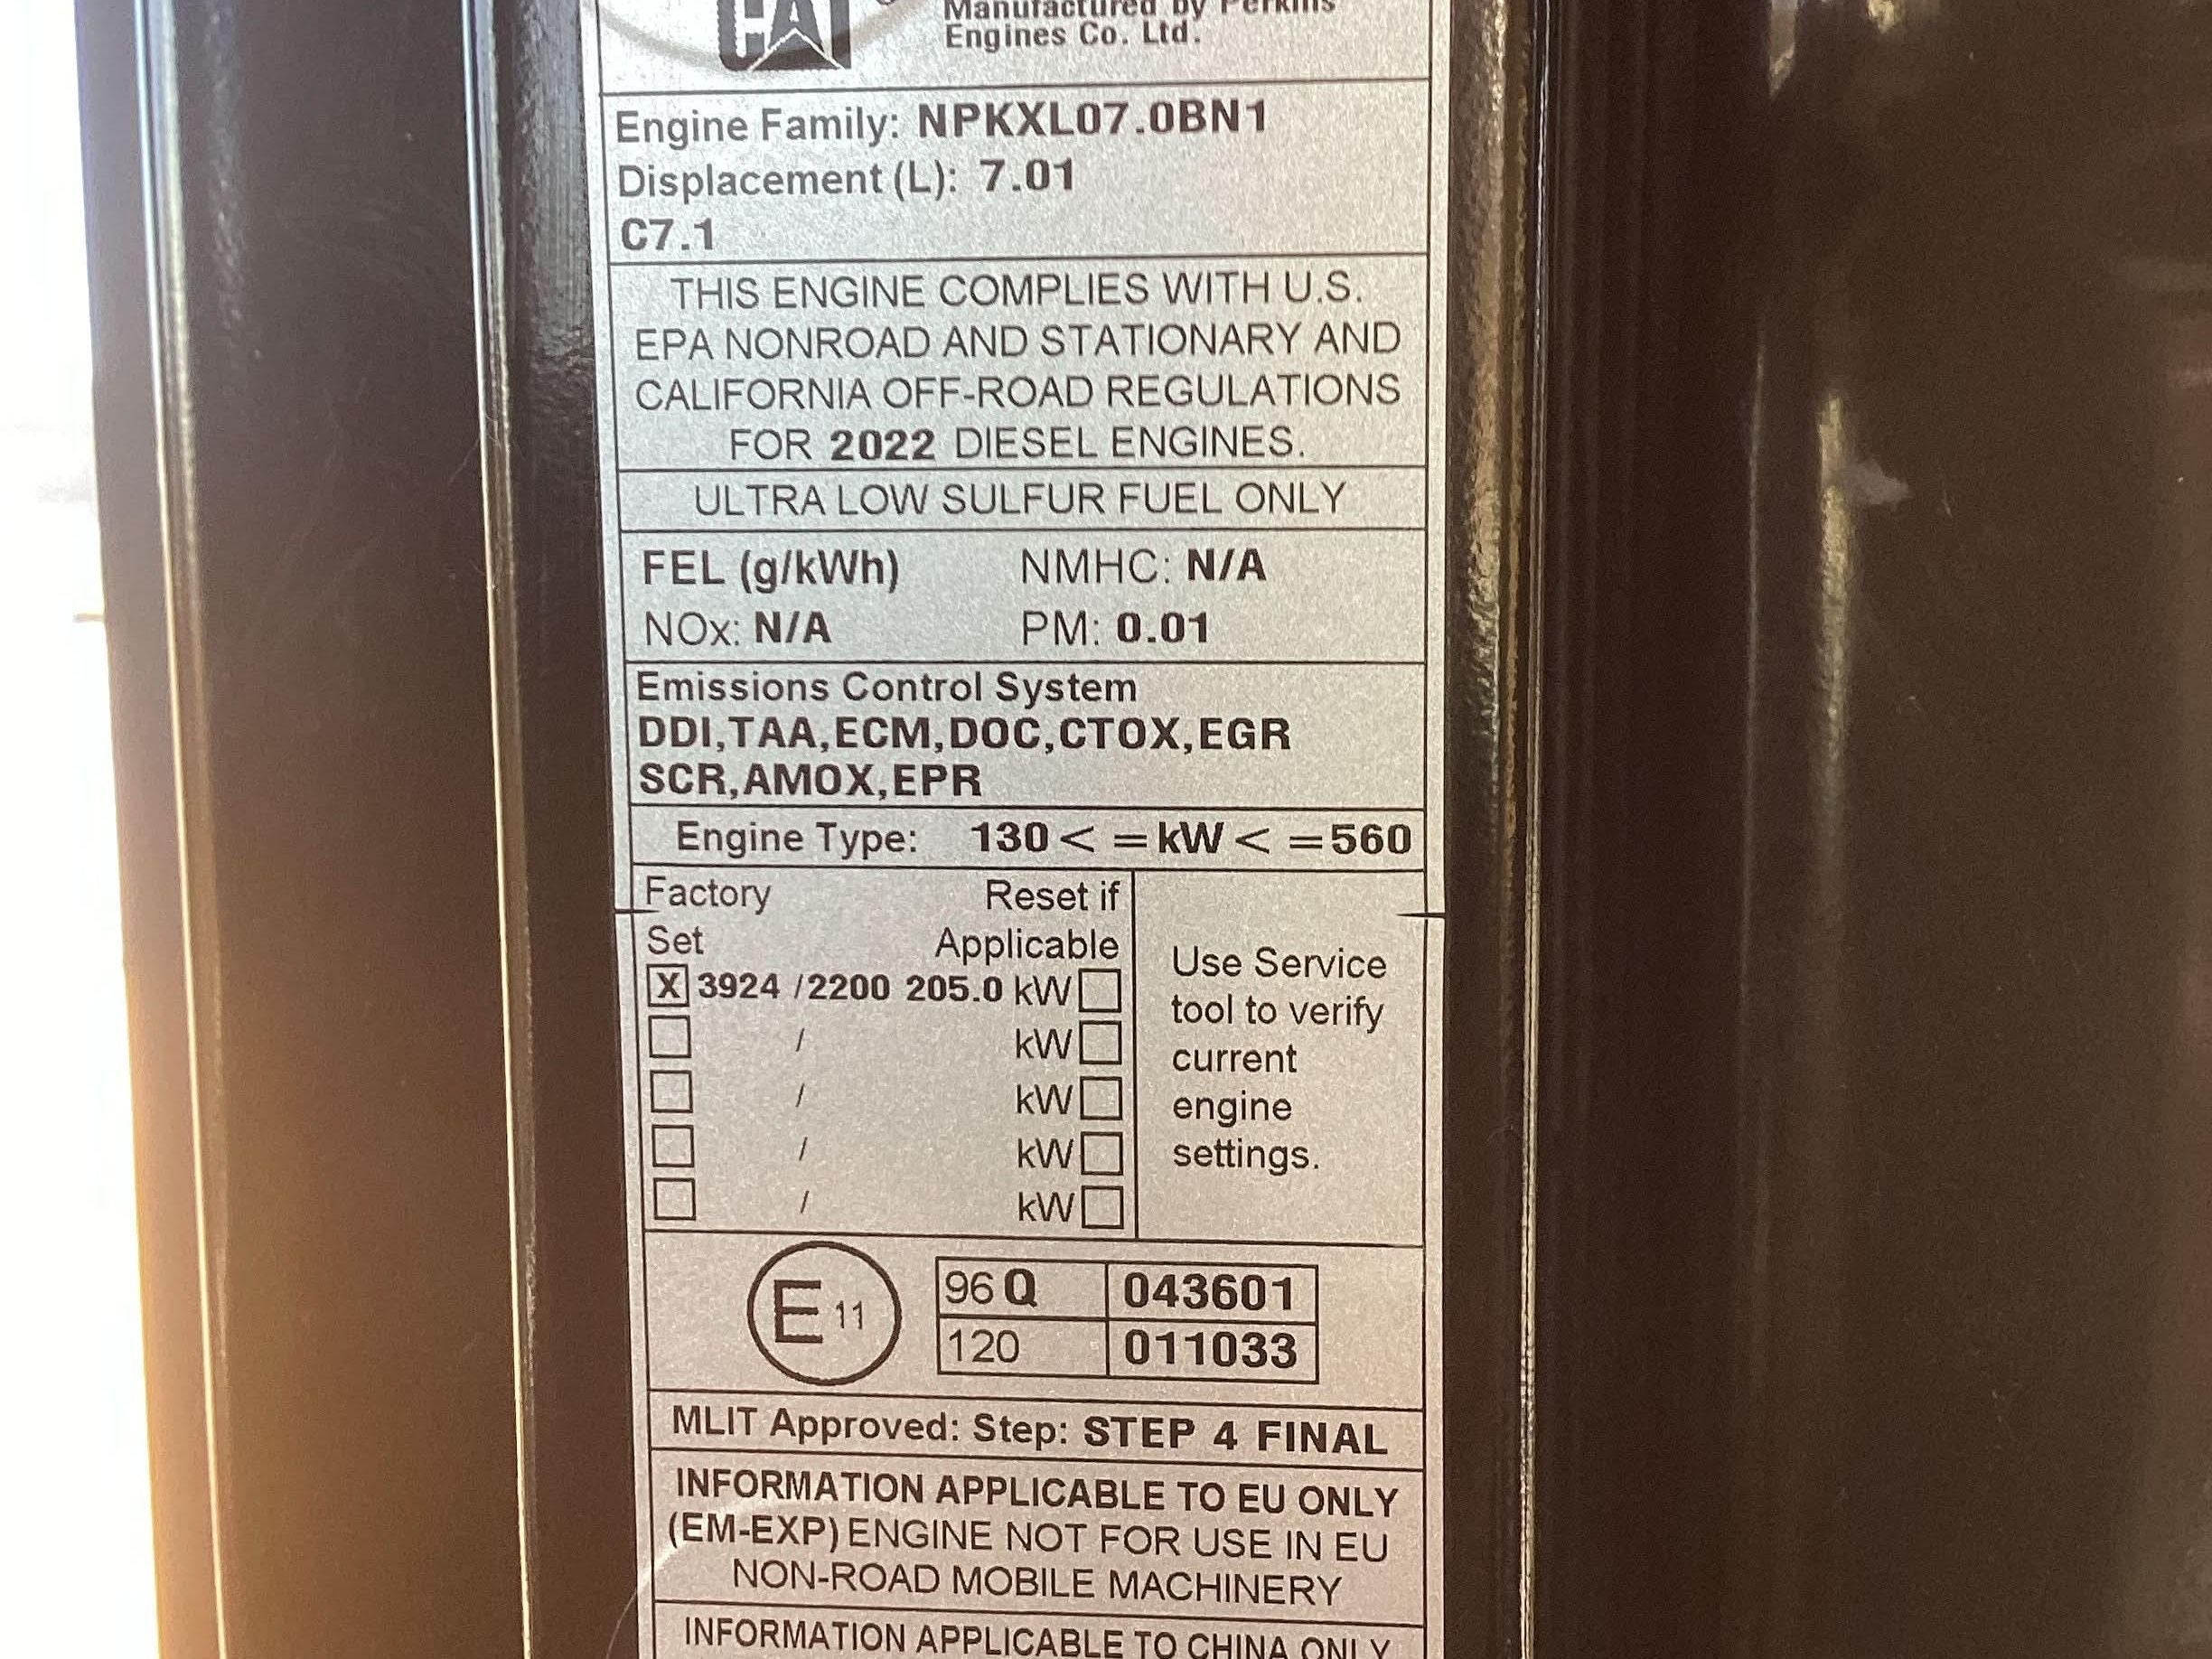 CAT
Manufactured by Perkins
Engines Co. Ltd.
Engine Family: NPKXL07.0BN1
Displacement (L): 7.01
C7.1
THIS ENGINE COMPLIES WITH U.S.
EPA NONROAD AND STATIONARY AND
CALIFORNIA OFF-ROAD REGULATIONS
FOR 2022 DIESEL ENGINES.
ULTRA LOW SULFUR FUEL ONLY
FEL (g/kWh) NMHC: N/A
NOx: N/A PM: 0.01
Emissions Control System
DDI,TAA,ECM,DOC,CTOX,EGR
SCR,AMOX,EPR
Engine Type: 130 < = kW < = 560
Factory Reset if
Set Applicable
X 3924 /2200 205.0 kW
/ kW
/ kW
/ kW
/ kW
Use Service
tool to verify
current
engine
settings.
E 11
96 Q 043601
120 011033
MLIT Approved: Step: STEP 4 FINAL
INFORMATION APPLICABLE TO EU ONLY
(EM-EXP) ENGINE NOT FOR USE IN EU
NON-ROAD MOBILE MACHINERY
INFORMATION APPLICABLE TO CHINA ONLY